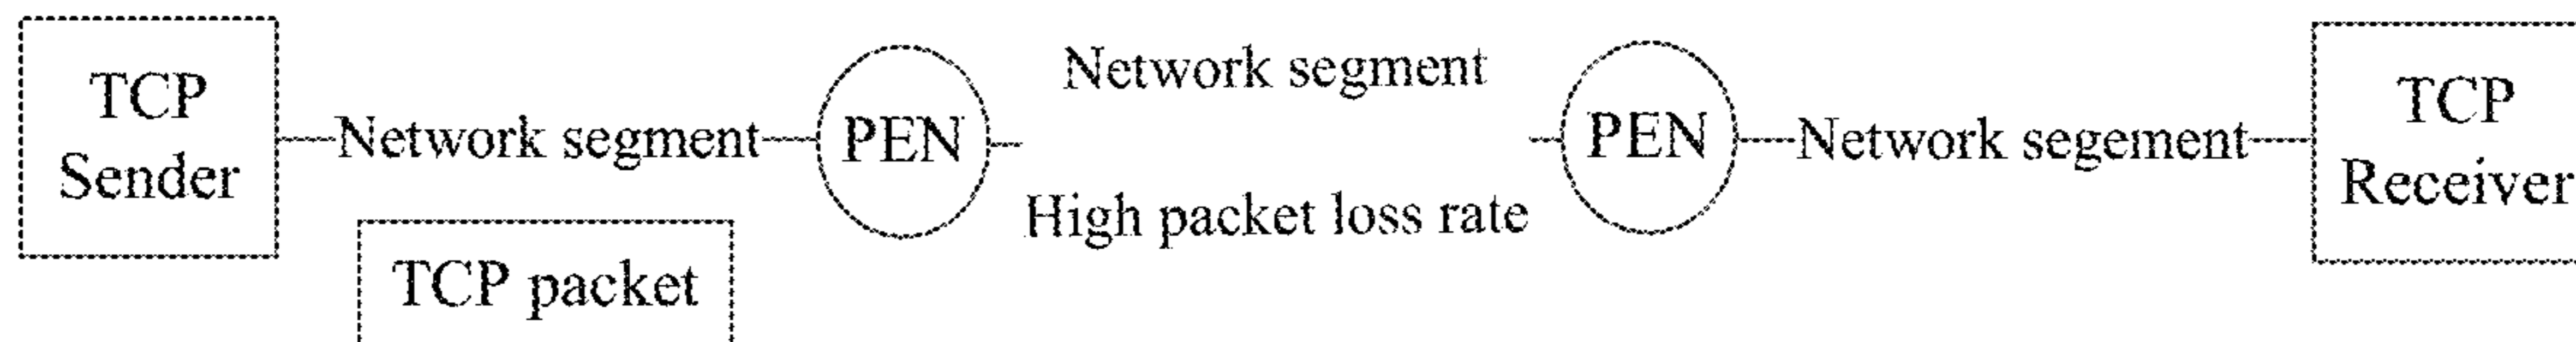 TCP
Sender
Network segment
PEN
Network segment
High packet loss rate
PEN
Network segement
TCP
Receiver
TCP packet